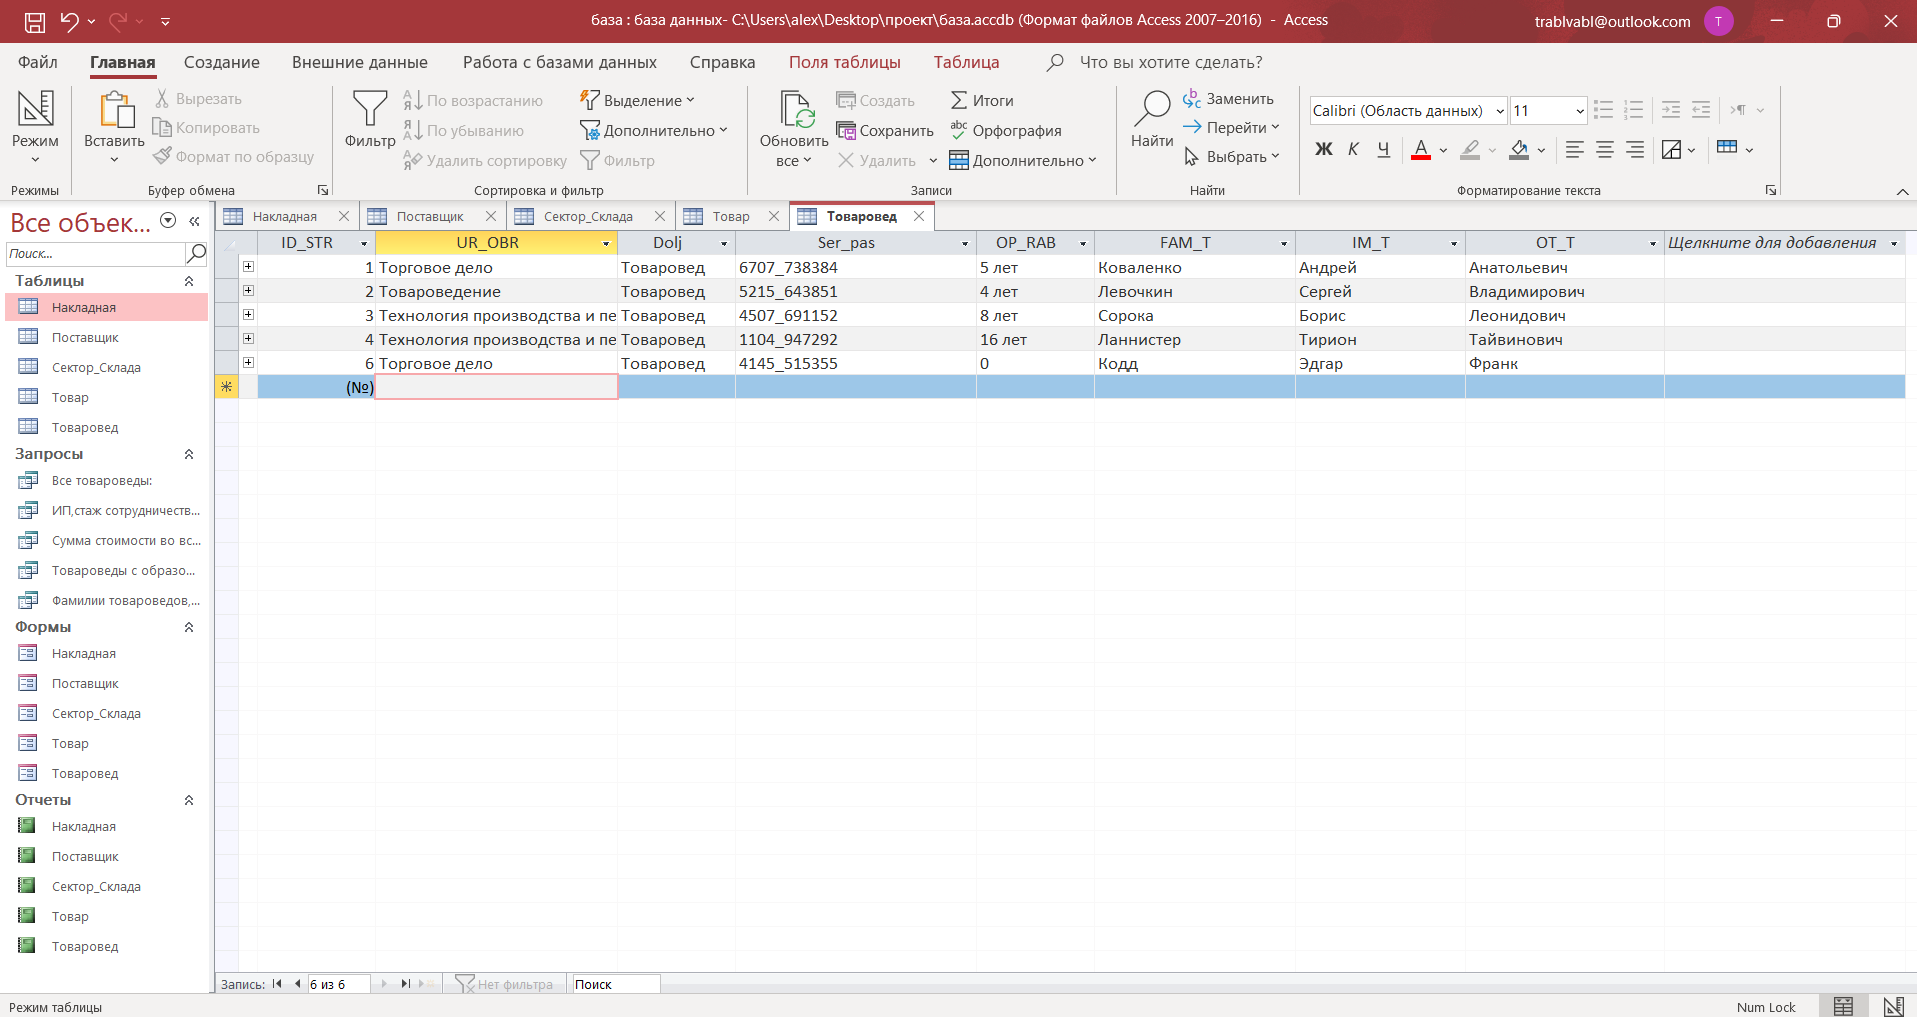 база : база данных- C:\Users\alex\Desktop\проект\база.accdb (Формат файлов Access 2007–2016) - Access
trablvabl@outlook.com T
Файл Главная Создание Внешние данные Работа с базами данных Справка Поля таблицы Таблица Что вы хотите сделать?
Режим
Режимы
Вставить
Вырезать
Копировать
Формат по образцу
Буфер обмена
Фильтр
По возрастанию
По убыванию
Удалить сортировку
Выделение
Дополнительно
Фильтр
Сортировка и фильтр
Обновить
все
Создать
Сохранить
Удалить
Итоги
Орфография
Дополнительно
Записи
Найти
Заменить
Перейти
Выбрать
Найти
Calibri (Область данных) 11
Ж К Ч А
Форматирование текста
Все объек...
Поиск...
Таблицы
Накладная
Поставщик
Сектор_Склада
Товар
Товаровед
Запросы
Все товароведы:
ИП,стаж сотрудничеств...
Сумма стоимости во вс...
Товароведы с образо...
Фамилии товароведов,...
Формы
Накладная
Поставщик
Сектор_Склада
Товар
Товаровед
Отчеты
Накладная
Поставщик
Сектор_Склада
Товар
Товаровед
Накладная Поставщик Сектор_Склада Товар Товаровед
ID_STR UR_OBR Dolj Ser_pas OP_RAB FAM_T IM_T OT_T Щелкните для добавления
1 Торговое дело Товаровед 6707_738384 5 лет Коваленко Андрей Анатольевич
2 Товароведение Товаровед 5215_643851 4 лет Левочкин Сергей Владимирович
3 Технология производства и пе Товаровед 4507_691152 8 лет Сорока Борис Леонидович
4 Технология производства и пе Товаровед 1104_947292 16 лет Ланнистер Тирион Тайвинович
6 Торговое дело Товаровед 4145_515355 0 Кодд Эдгар Франк
(№)
Запись: 6 из 6 Нет фильтра Поиск
Режим таблицы
Num Lock